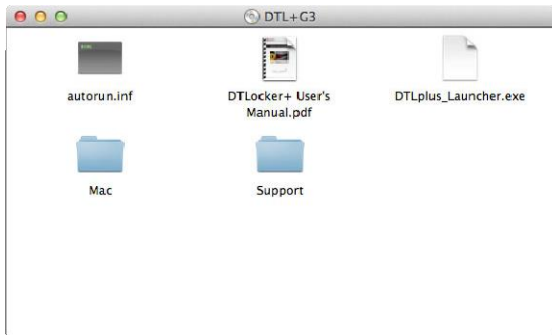 DTL+G3
autorun.inf
DTLocker+ User's
Manual.pdf
DTLplus_Launcher.exe
Mac
Support